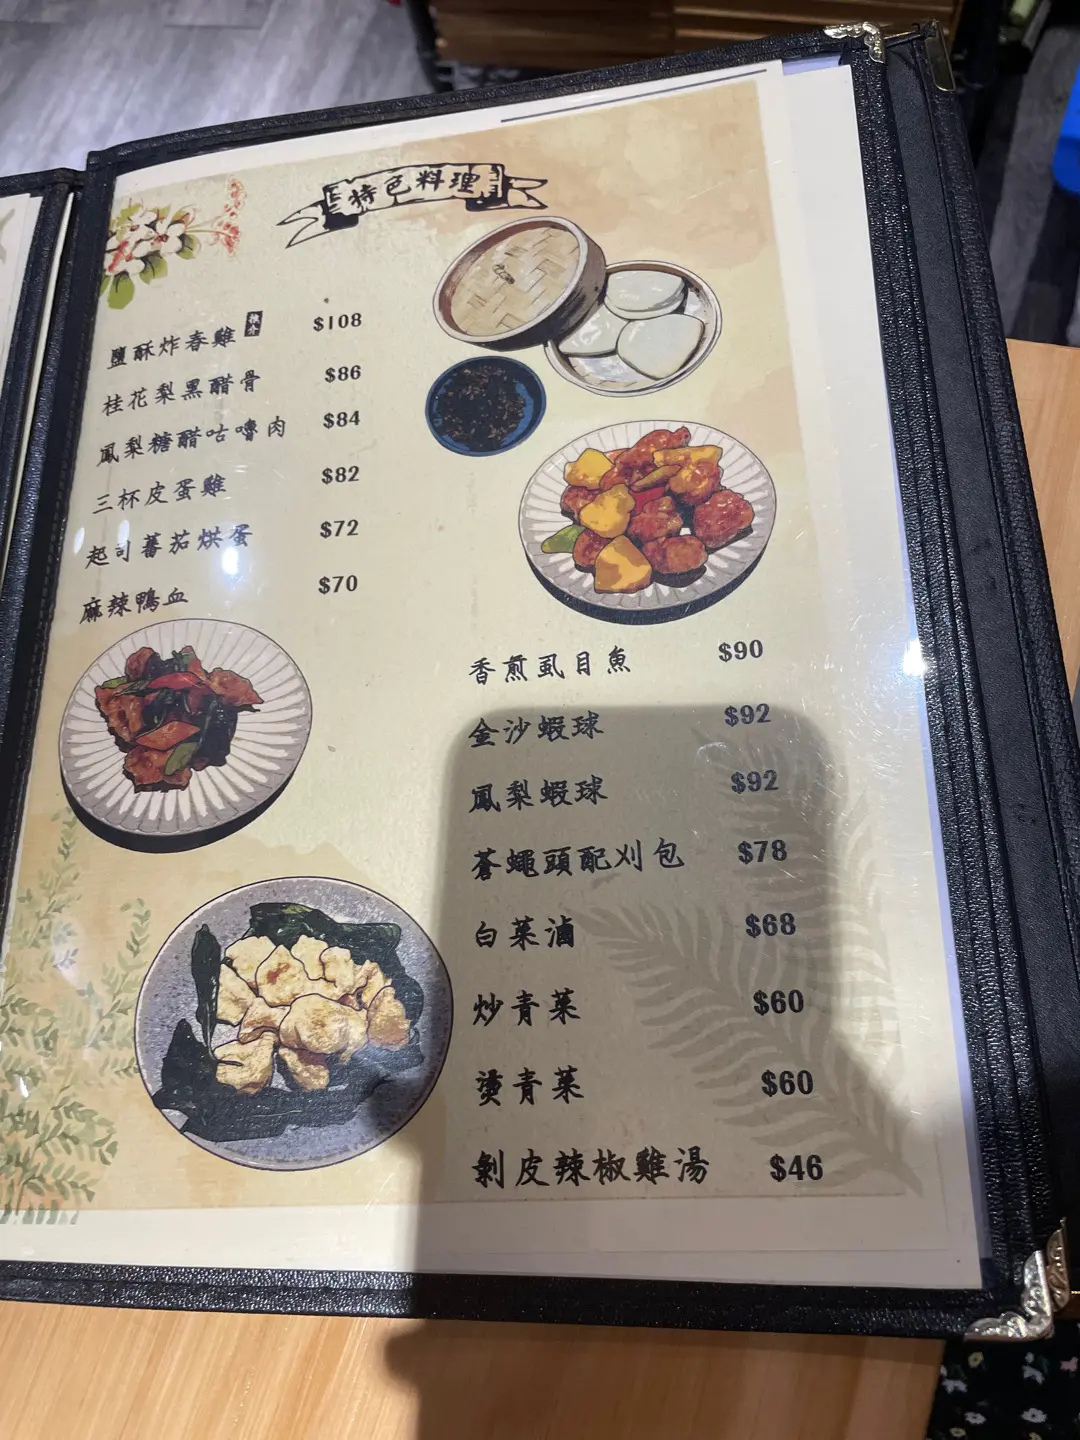 特色料理
鹽酥炸春雞 推介 $108
桂花梨黑醋骨 $86
鳳梨糖醋咕嚕肉 $84
三杯皮蛋雞 $82
起司蕃茄烘蛋 $72
麻辣鴨血 $70
香煎虱目魚 $90
金沙蝦球 $92
鳳梨蝦球 $92
蒼蠅頭配刈包 $78
白菜滷 $68
炒青菜 $60
燙青菜 $60
剝皮辣椒雞湯 $46